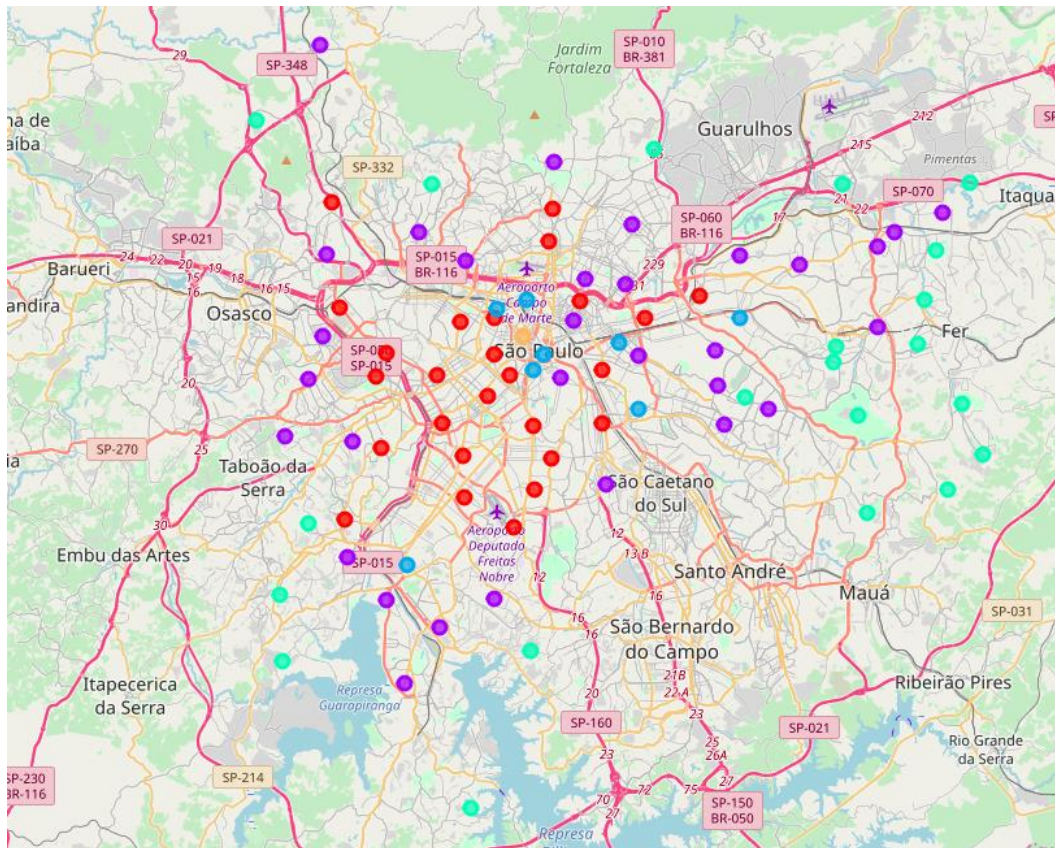 29
SP-348
Jardim
Fortaleza
SP-010
BR-381
Guarulhos
212
215
na de
aíba
SP-332
Pimentas
SP-070
21
22
17
Itaqua
SP-021
SP-060
BR-116
SP-015
BR-116
229
24
22
20
19
18
16
15
15
16
Barueri
andira
Osasco
Aeroporto
Campo
de Marte
São Paulo
Fer
SP-015
20
SP-270
25
Taboão da
Serra
São Caetano
do Sul
30
Embu das Artes
Aeroporto
Deputado
Freitas
Nobre
SP-015
12
12
13 B
16
Santo André
Mauá
SP-031
16
16
São Bernardo
do Campo
Itapecerica
da Serra
Represa
Guarapiranga
21B
22 A
Ribeirão Pires
20
23
SP-160
SP-021
25
26A
23
Rio Grande
da Serra
SP-230
BR-116
SP-214
27
70
72
75
27
SP-150
BR-050
Represa